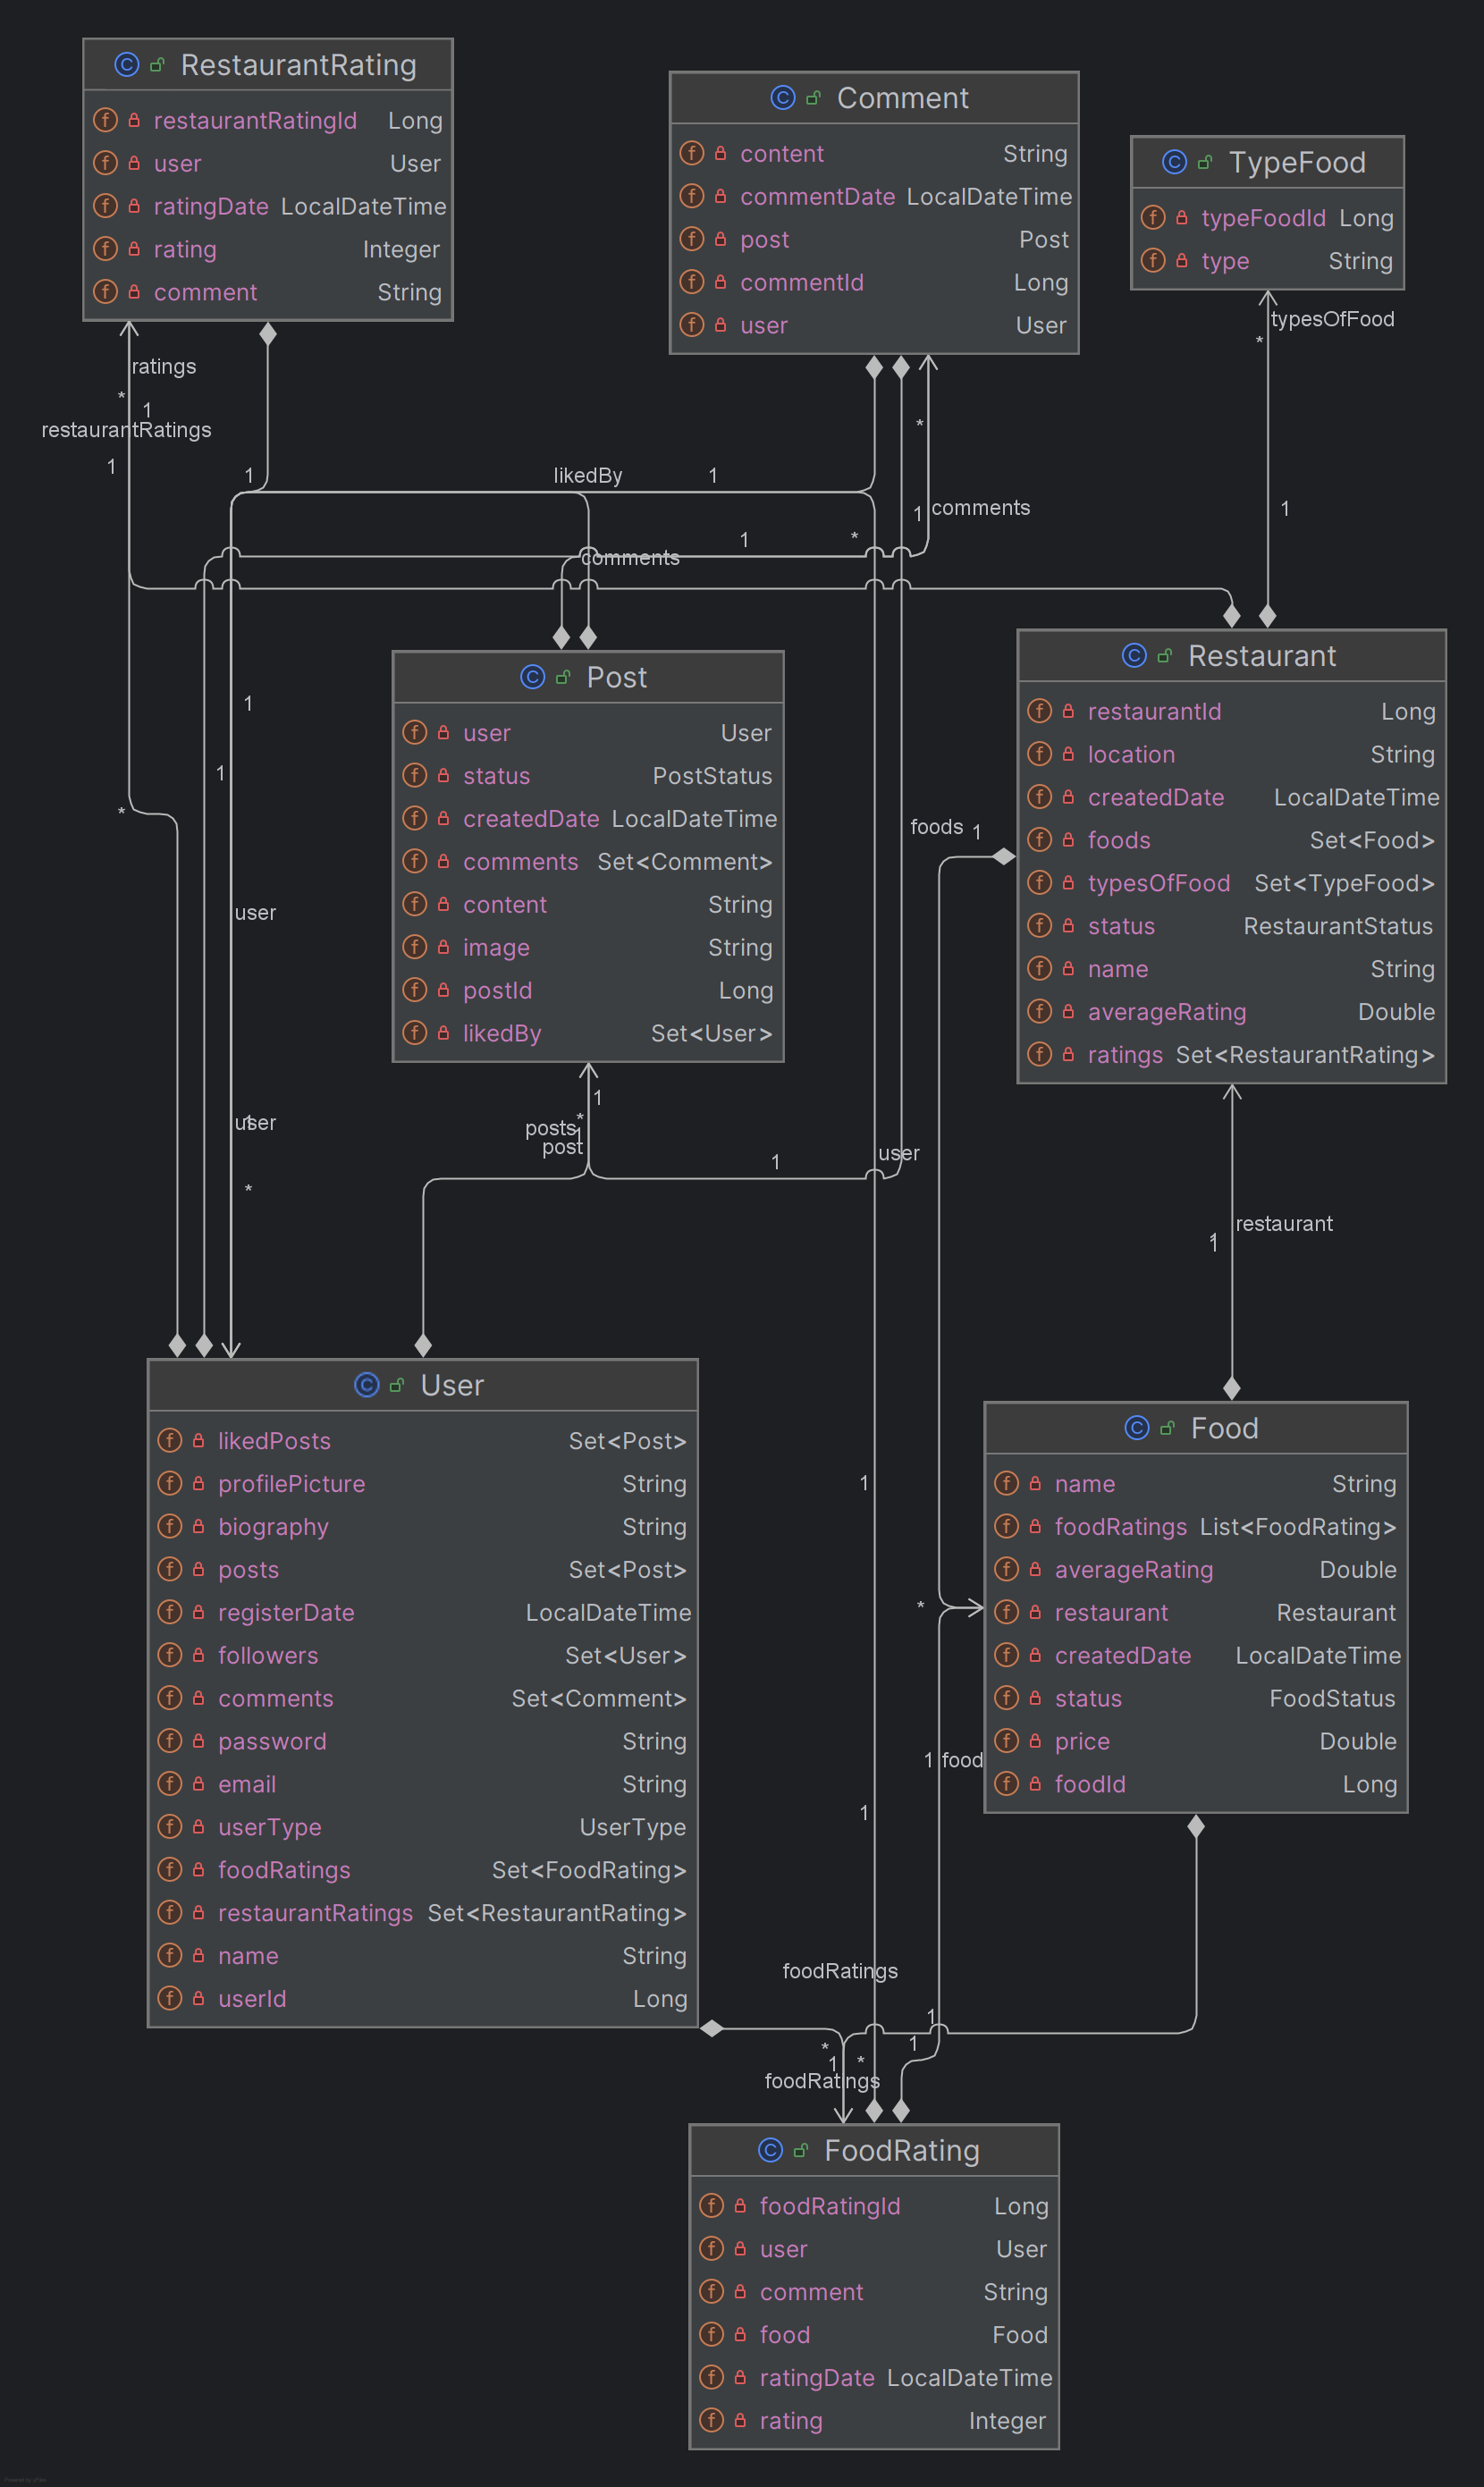 RestaurantRating
restaurantRatingId Long
user User
ratingDate LocalDateTime
rating Integer
comment String
Comment
content String
commentDate LocalDateTime
post Post
commentId Long
user User
TypeFood
typeFoodId Long
type String
typesOfFood
*
1
ratings
*
1
restaurantRatings
1
1
likedBy
1
*
1
comments
1
*
comments
Post
user User
status PostStatus
createdDate LocalDateTime
comments Set<Comment>
content String
image String
postId Long
likedBy Set<User>
Restaurant
restaurantId Long
location String
createdDate LocalDateTime
foods Set<Food>
typesOfFood Set<TypeFood>
status RestaurantStatus
name String
averageRating Double
ratings Set<RestaurantRating>
1
1
*
foods 1
user
1
*
posts
1
post
user
1
*
1
user
restaurant
1
User
likedPosts Set<Post>
profilePicture String
biography String
posts Set<Post>
registerDate LocalDateTime
followers Set<User>
comments Set<Comment>
password String
email String
userType UserType
foodRatings Set<FoodRating>
restaurantRatings Set<RestaurantRating>
name String
userId Long
Food
name String
foodRatings List<FoodRating>
averageRating Double
restaurant Restaurant
createdDate LocalDateTime
status FoodStatus
price Double
foodId Long
1
*
1 food
1
foodRatings
1
1
*
1
*
foodRatings
FoodRating
foodRatingId Long
user User
comment String
food Food
ratingDate LocalDateTime
rating Integer